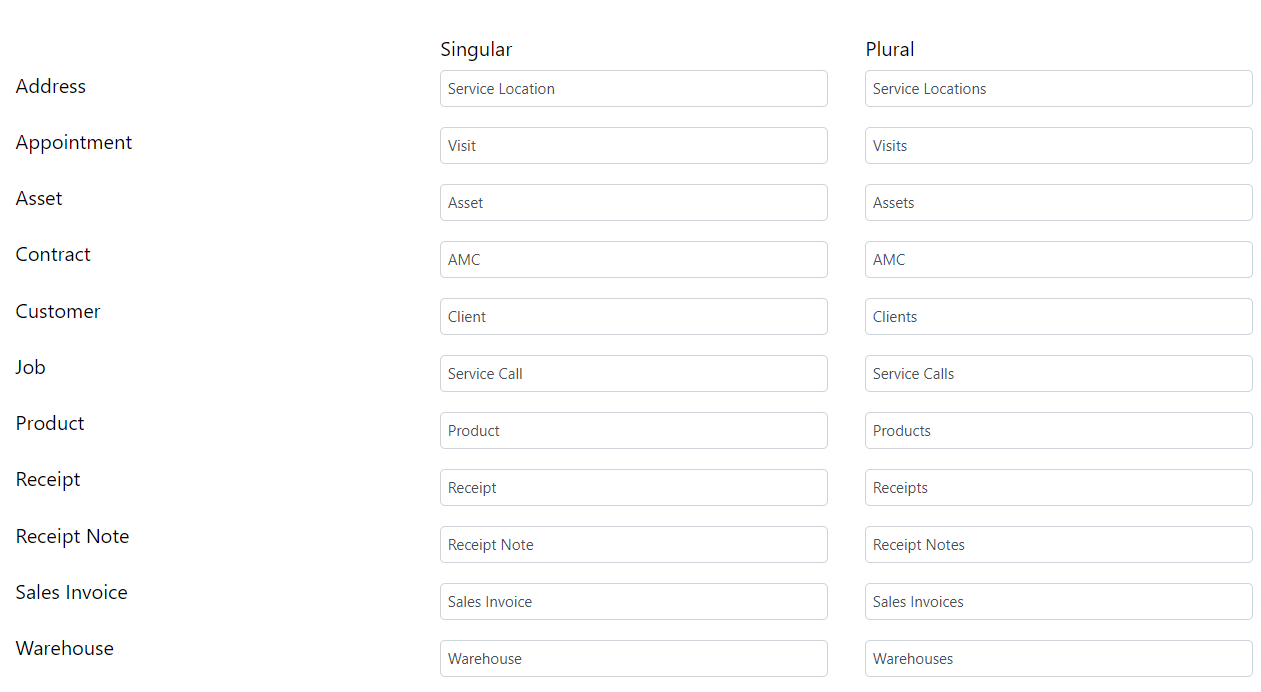 Singular Plural
Address Service Location Service Locations
Appointment Visit Visits
Asset Asset Assets
Contract AMC AMC
Customer Client Clients
Job Service Call Service Calls
Product Product Products
Receipt Receipt Receipts
Receipt Note Receipt Note Receipt Notes
Sales Invoice Sales Invoice Sales Invoices
Warehouse Warehouse Warehouses